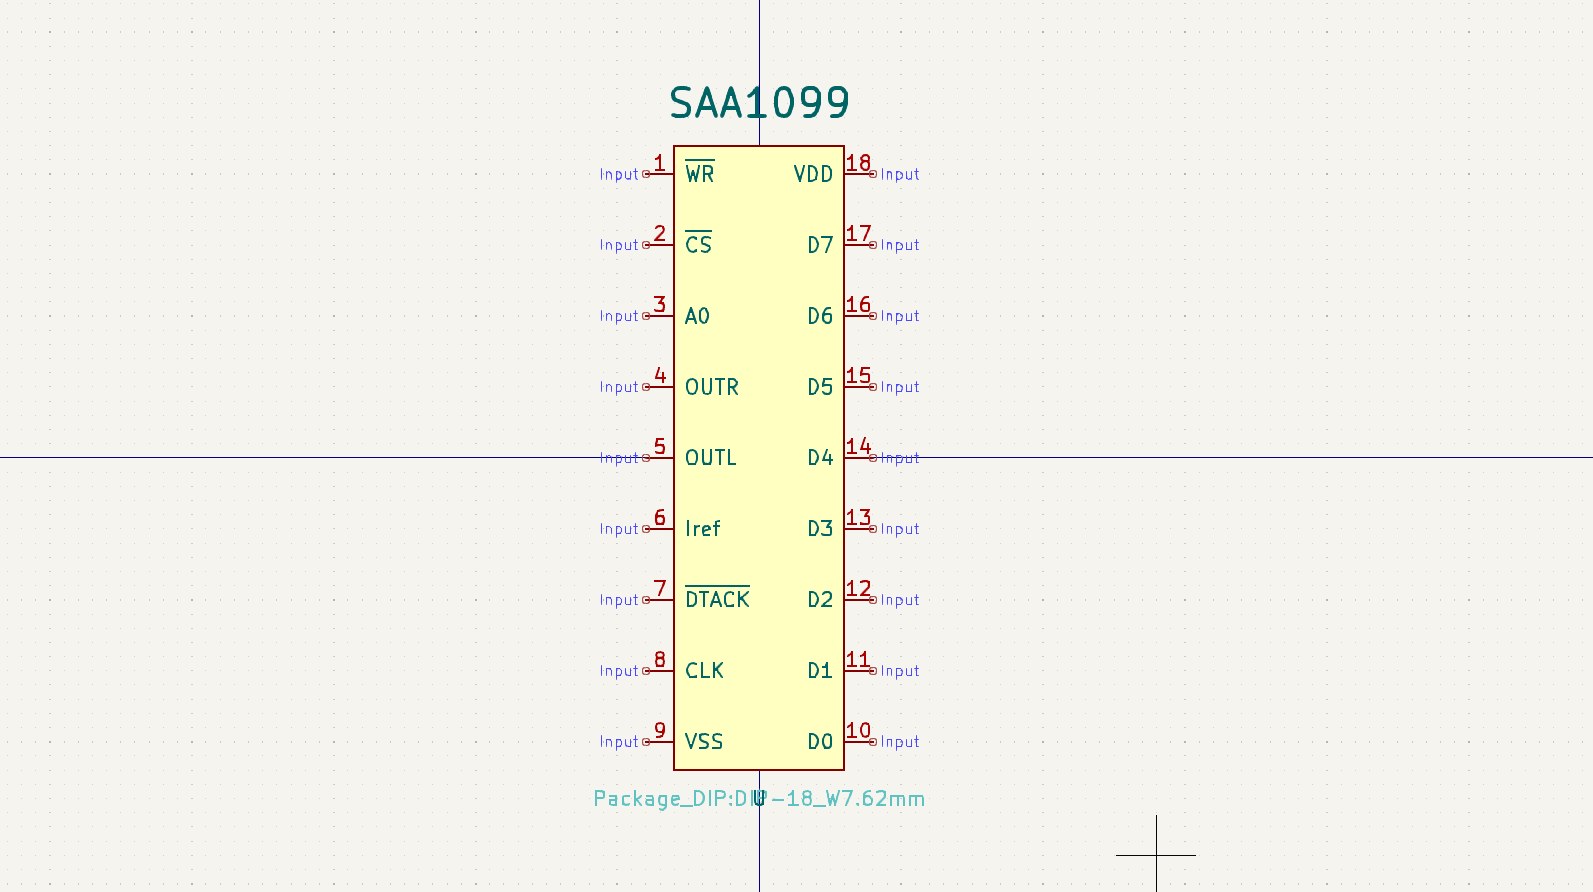 SAA1099
Input 1 WR VDD 18 Input
Input 2 CS D7 17 Input
Input 3 A0 D6 16 Input
Input 4 OUTR D5 15 Input
Input 5 OUTL D4 14 Input
Input 6 Iref D3 13 Input
Input 7 DTACK D2 12 Input
Input 8 CLK D1 11 Input
Input 9 VSS D0 10 Input
Package_DIP:DIP-18_W7.62mm
U